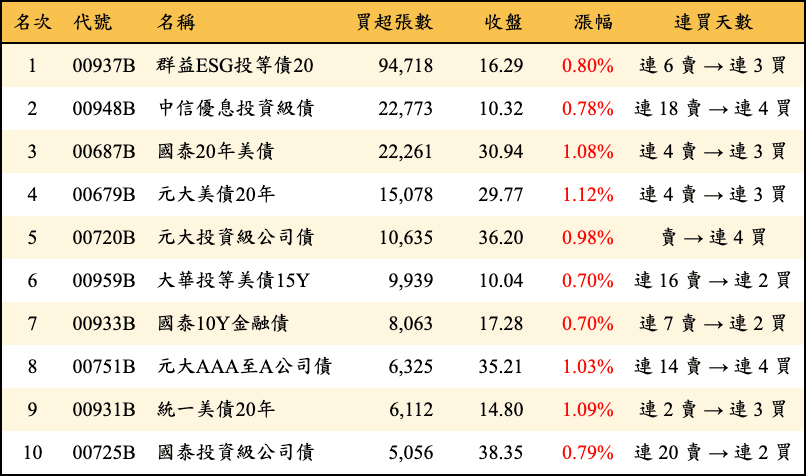 名次 代號 名稱 買超張數 收盤 漲幅 連買天數
1 00937B 群益ESG投等債20 94,718 16.29 0.80% 連 6 賣 → 連 3 買
2 00948B 中信優息投資級債 22,773 10.32 0.78% 連 18 賣 → 連 4 買
3 00687B 國泰20年美債 22,261 30.94 1.08% 連 4 賣 → 連 3 買
4 00679B 元大美債20年 15,078 29.77 1.12% 連 4 賣 → 連 3 買
5 00720B 元大投資級公司債 10,635 36.20 0.98% 賣 → 連 4 買
6 00959B 大華投等美債15Y 9,939 10.04 0.70% 連 16 賣 → 連 2 買
7 00933B 國泰10Y金融債 8,063 17.28 0.70% 連 7 賣 → 連 2 買
8 00751B 元大AAA至A公司債 6,325 35.21 1.03% 連 14 賣 → 連 4 買
9 00931B 統一美債20年 6,112 14.80 1.09% 連 2 賣 → 連 3 買
10 00725B 國泰投資級公司債 5,056 38.35 0.79% 連 20 賣 → 連 2 買